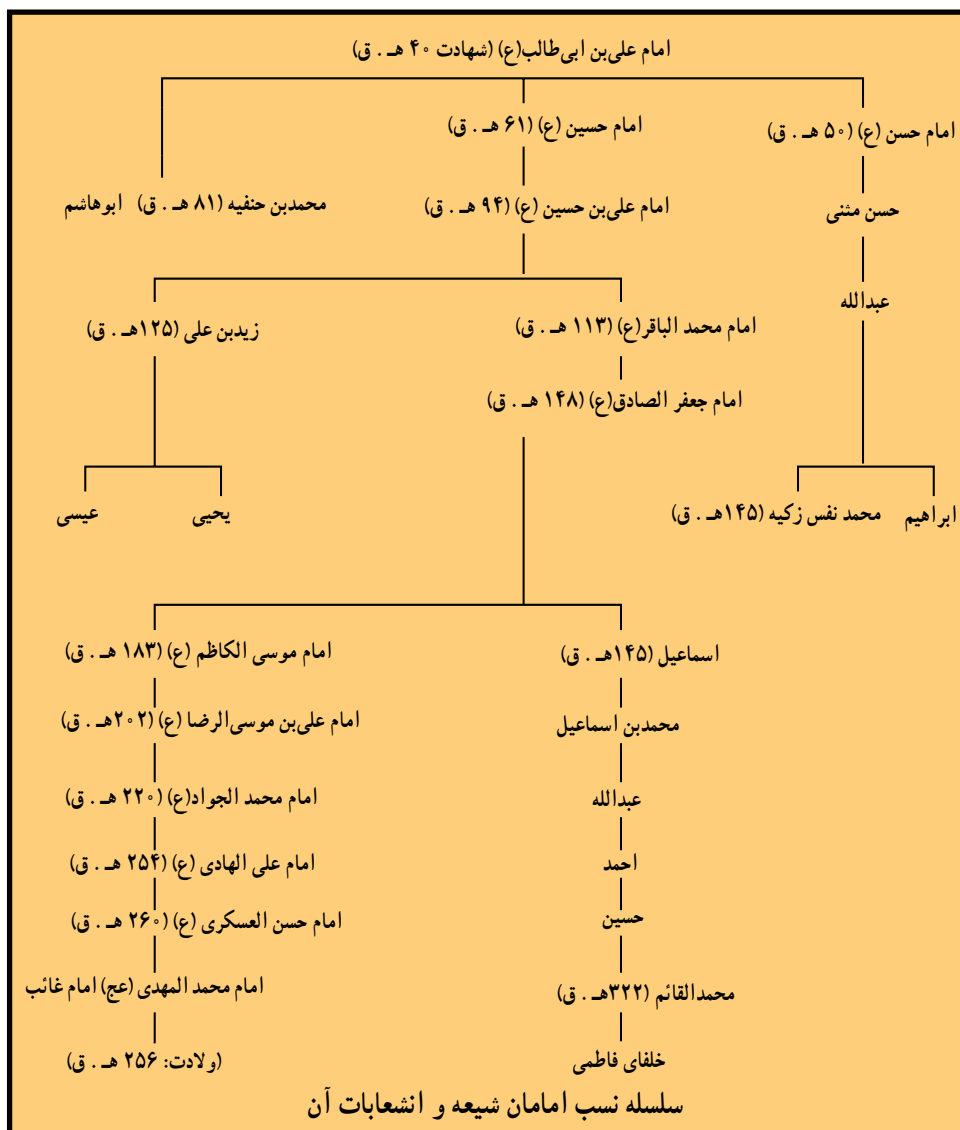 امام علی‌بن ابی‌طالب(ع) (شهادت ۴۰ هـ . ق)
امام حسن (ع) (۵۰ هـ . ق)
امام حسین (ع) (۶۱ هـ . ق)
حسن مثنی
امام علی‌بن حسین (ع) (۹۴ هـ . ق)
محمدبن حنفیه (۸۱ هـ . ق) ابوهاشم
عبدالله
امام محمد الباقر(ع) (۱۱۳ هـ . ق)
زیدبن علی (۱۲۵هـ . ق)
امام جعفر الصادق(ع) (۱۴۸ هـ . ق)
ابراهیم
محمد نفس زکیه (۱۴۵هـ . ق)
یحیی
عیسی
اسماعیل (۱۴۵هـ . ق)
امام موسی الکاظم (ع) (۱۸۳ هـ . ق)
محمدبن اسماعیل
امام علی‌بن موسی‌الرضا (ع) (۲۰۲هـ . ق)
عبدالله
امام محمد الجواد(ع) (۲۲۰ هـ . ق)
احمد
امام علی الهادی (ع) (۲۵۴ هـ . ق)
حسین
امام حسن العسکری (ع) (۲۶۰ هـ . ق)
محمدالقائم (۳۲۲هـ . ق)
امام محمد المهدی (عج) امام غائب
خلفای فاطمی
(ولادت: ۲۵۶ هـ . ق)
سلسله نسب امامان شیعه و انشعابات آن